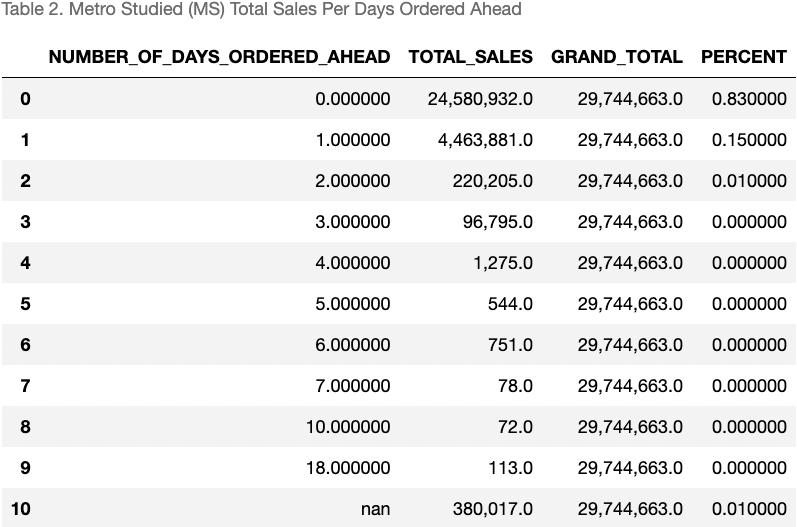 Table 2. Metro Studied (MS) Total Sales Per Days Ordered Ahead
NUMBER_OF_DAYS_ORDERED_AHEAD TOTAL_SALES GRAND_TOTAL PERCENT
0 0.000000 24,580,932.0 29,744,663.0 0.830000
1 1.000000 4,463,881.0 29,744,663.0 0.150000
2 2.000000 220,205.0 29,744,663.0 0.010000
3 3.000000 96,795.0 29,744,663.0 0.000000
4 4.000000 1,275.0 29,744,663.0 0.000000
5 5.000000 544.0 29,744,663.0 0.000000
6 6.000000 751.0 29,744,663.0 0.000000
7 7.000000 78.0 29,744,663.0 0.000000
8 10.000000 72.0 29,744,663.0 0.000000
9 18.000000 113.0 29,744,663.0 0.000000
10 nan 380,017.0 29,744,663.0 0.010000